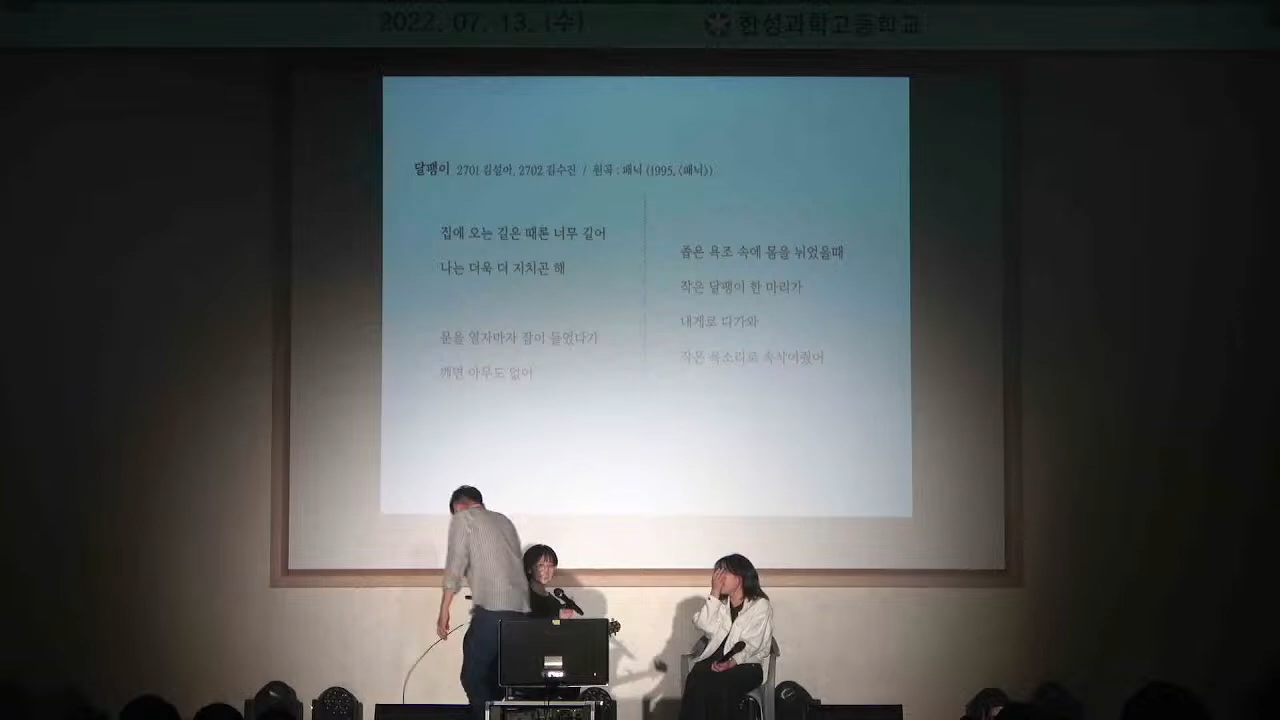 2022. 07. 13. (수)
한성과학고등학교
달팽이 2701 김설아, 2702 김수진 / 원곡 : 패닉 (1995, 〈패닉〉)
집에 오는 길은 때론 너무 길어
나는 더욱 더 지치곤 해
문을 열자마자 잠이 들었다가
깨면 아무도 없어
좁은 욕조 속에 몸을 뉘었을때
작은 달팽이 한 마리가
내게로 다가와
작은 목소리로 속삭여줬어